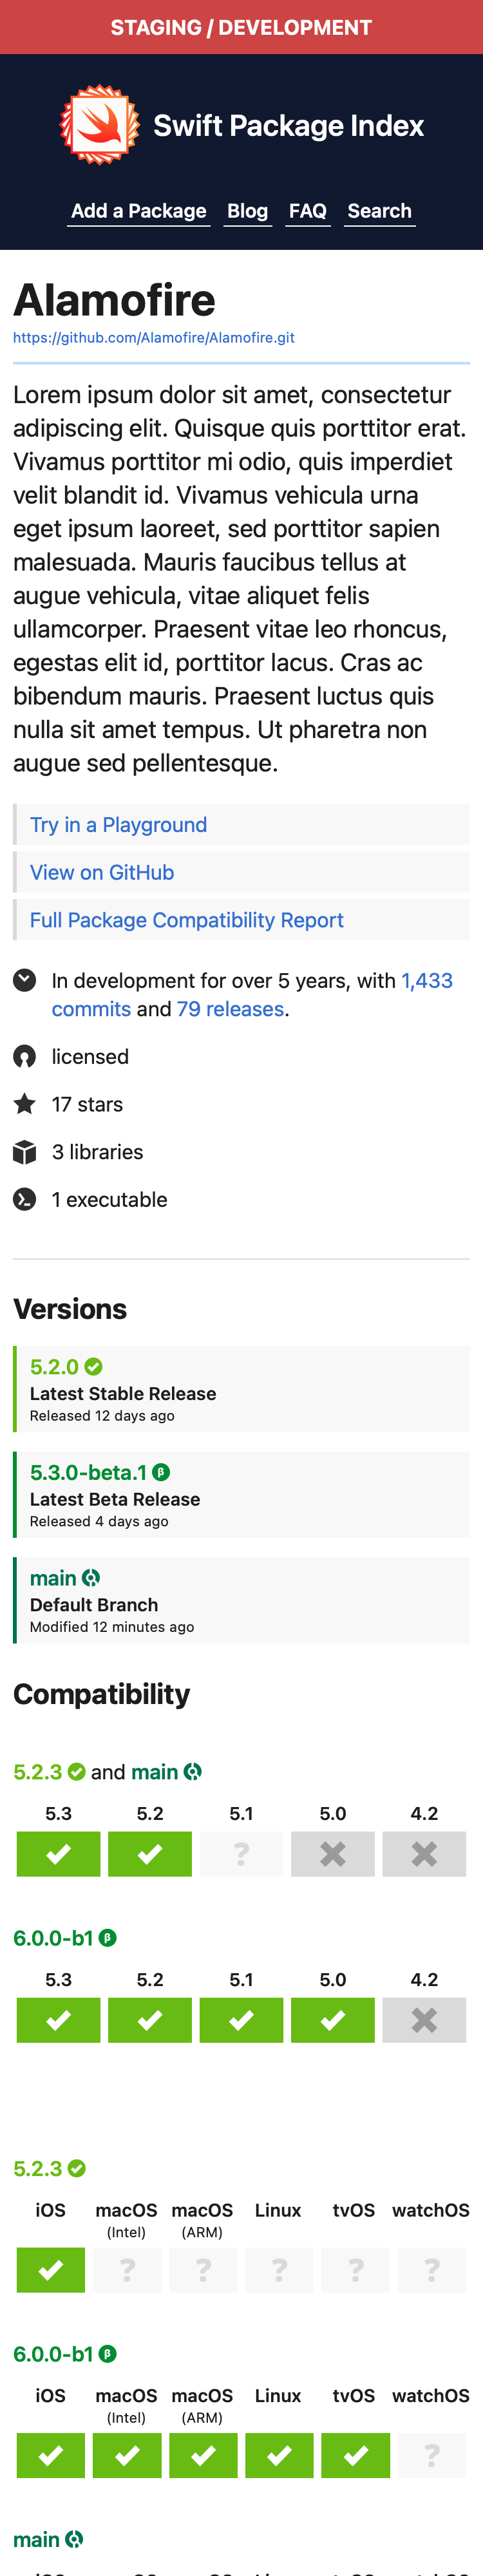 STAGING / DEVELOPMENT
Swift Package Index
Add a Package Blog FAQ Search
Alamofire
https://github.com/Alamofire/Alamofire.git
Lorem ipsum dolor sit amet, consectetur
adipiscing elit. Quisque quis porttitor erat.
Vivamus porttitor mi odio, quis imperdiet
velit blandit id. Vivamus vehicula urna
eget ipsum laoreet, sed porttitor sapien
malesuada. Mauris faucibus tellus at
augue vehicula, vitae aliquet felis
ullamcorper. Praesent vitae leo rhoncus,
egestas elit id, porttitor lacus. Cras ac
bibendum mauris. Praesent luctus quis
nulla sit amet tempus. Ut pharetra non
augue sed pellentesque.
Try in a Playground
View on GitHub
Full Package Compatibility Report
In development for over 5 years, with 1,433
commits and 79 releases.
licensed
17 stars
3 libraries
1 executable
Versions
5.2.0
Latest Stable Release
Released 12 days ago
5.3.0-beta.1 β
Latest Beta Release
Released 4 days ago
main
Default Branch
Modified 12 minutes ago
Compatibility
5.2.3 and main
5.3 5.2 5.1 5.0 4.2
?
6.0.0-b1 β
5.3 5.2 5.1 5.0 4.2
5.2.3
iOS macOS macOS Linux tvOS watchOS
(Intel) (ARM)
? ? ? ? ?
6.0.0-b1 β
iOS macOS macOS Linux tvOS watchOS
(Intel) (ARM)
?
main